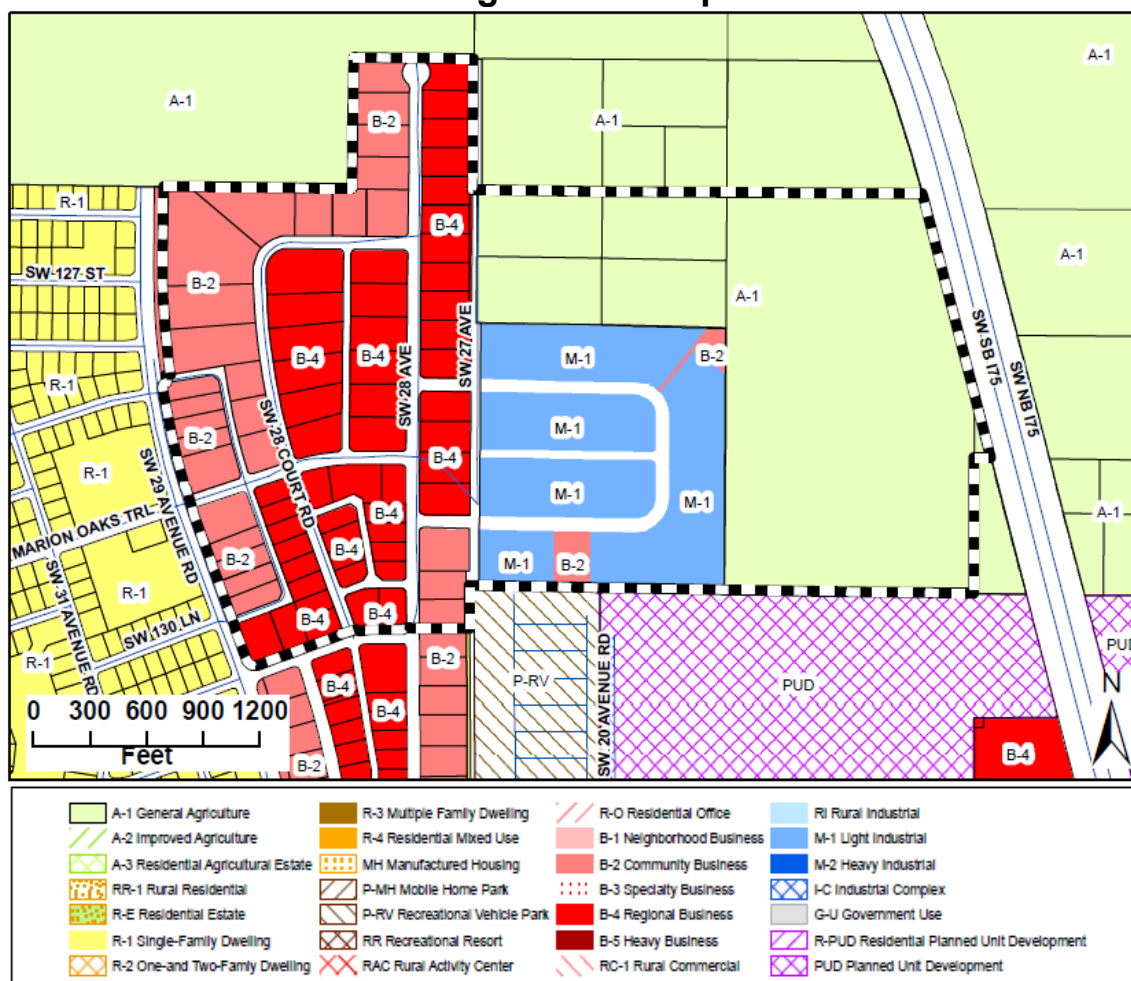 A-1
A-1
A-1
B-2
R-1
B-4
A-1
SW 127 ST
B-2
A-1
SW SB I75
SW NB I75
SW 27 AVE
M-1
B-2
B-4
B-4
R-1
SW 28 AVE
SW 28 COURT RD
M-1
B-2
B-4
R-1
SW 29 AVENUE RD
M-1
M-1
A-1
MARION OAKS TRL
B-4
B-4
B-2
M-1
B-2
SW 31 AVENUE RD
R-1
B-4
B-4
SW 130 LN
R-1
B-2
SW 20 AVENUE RD
PUD
P-RV
PUD
B-4
B-4
B-2
B-4
N
0 300 600 900 1200
Feet
A-1 General Agriculture
A-2 Improved Agriculture
A-3 Residential Agricultural Estate
RR-1 Rural Residential
R-E Residential Estate
R-1 Single-Family Dwelling
R-2 One-and Two-Famly Dwelling
R-3 Multiple Family Dwelling
R-4 Residential Mixed Use
MH Manufactured Housing
P-MH Mobile Home Park
P-RV Recreational Vehicle Park
RR Recreational Resort
RAC Rural Activity Center
R-O Residential Office
B-1 Neighborhood Business
B-2 Community Business
B-3 Specialty Business
B-4 Regional Business
B-5 Heavy Business
RC-1 Rural Commercial
RI Rural Industrial
M-1 Light Industrial
M-2 Heavy Industrial
I-C Industrial Complex
G-U Government Use
R-PUD Residential Planned Unit Development
PUD Planned Unit Development